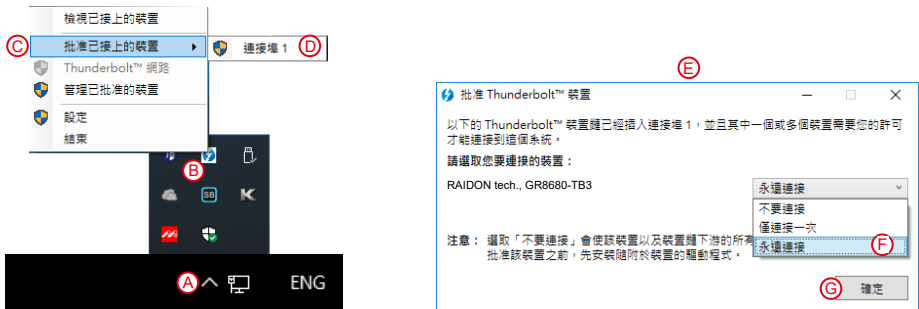 檢視已接上的裝置
C
批准已接上的裝置
連接埠 1
D
Thunderbolt™ 網路
管理已批准的裝置
設定
結束
B
SB
K
A
ENG
E
批准 Thunderbolt™ 裝置
以下的 Thunderbolt™ 裝置鏈已經插入連接埠 1，並且其中一個或多個裝置需要您的許可
才能連接到這個系統。
請選取您要連接的裝置：
RAIDON tech., GR8680-TB3
永遠連接
不要連接
僅連接一次
永遠連接
F
注意： 選取「不要連接」會使該裝置以及裝置鏈下游的所有
批准該裝置之前，先安裝隨附於裝置的驅動程式。
G
確定